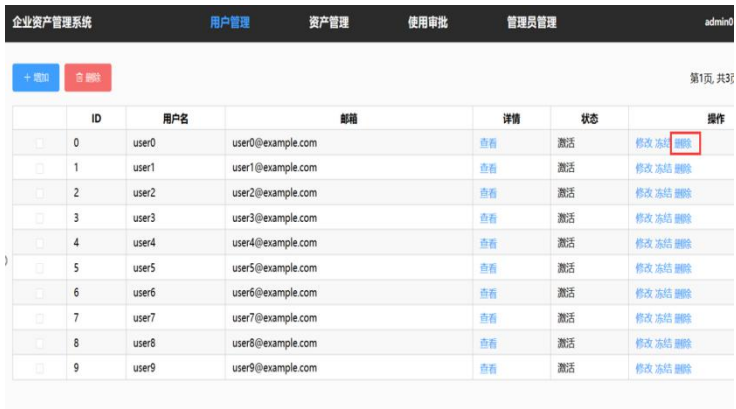 企业资产管理系统 用户管理 资产管理 使用审批 管理员管理 admin0
+ 增加 删除 第1页, 共3页
ID 用户名 邮箱 详情 状态 操作
0 user0 user0@example.com 查看 激活 修改 冻结 删除
1 user1 user1@example.com 查看 激活 修改 冻结 删除
2 user2 user2@example.com 查看 激活 修改 冻结 删除
3 user3 user3@example.com 查看 激活 修改 冻结 删除
4 user4 user4@example.com 查看 激活 修改 冻结 删除
5 user5 user5@example.com 查看 激活 修改 冻结 删除
6 user6 user6@example.com 查看 激活 修改 冻结 删除
7 user7 user7@example.com 查看 激活 修改 冻结 删除
8 user8 user8@example.com 查看 激活 修改 冻结 删除
9 user9 user9@example.com 查看 激活 修改 冻结 删除